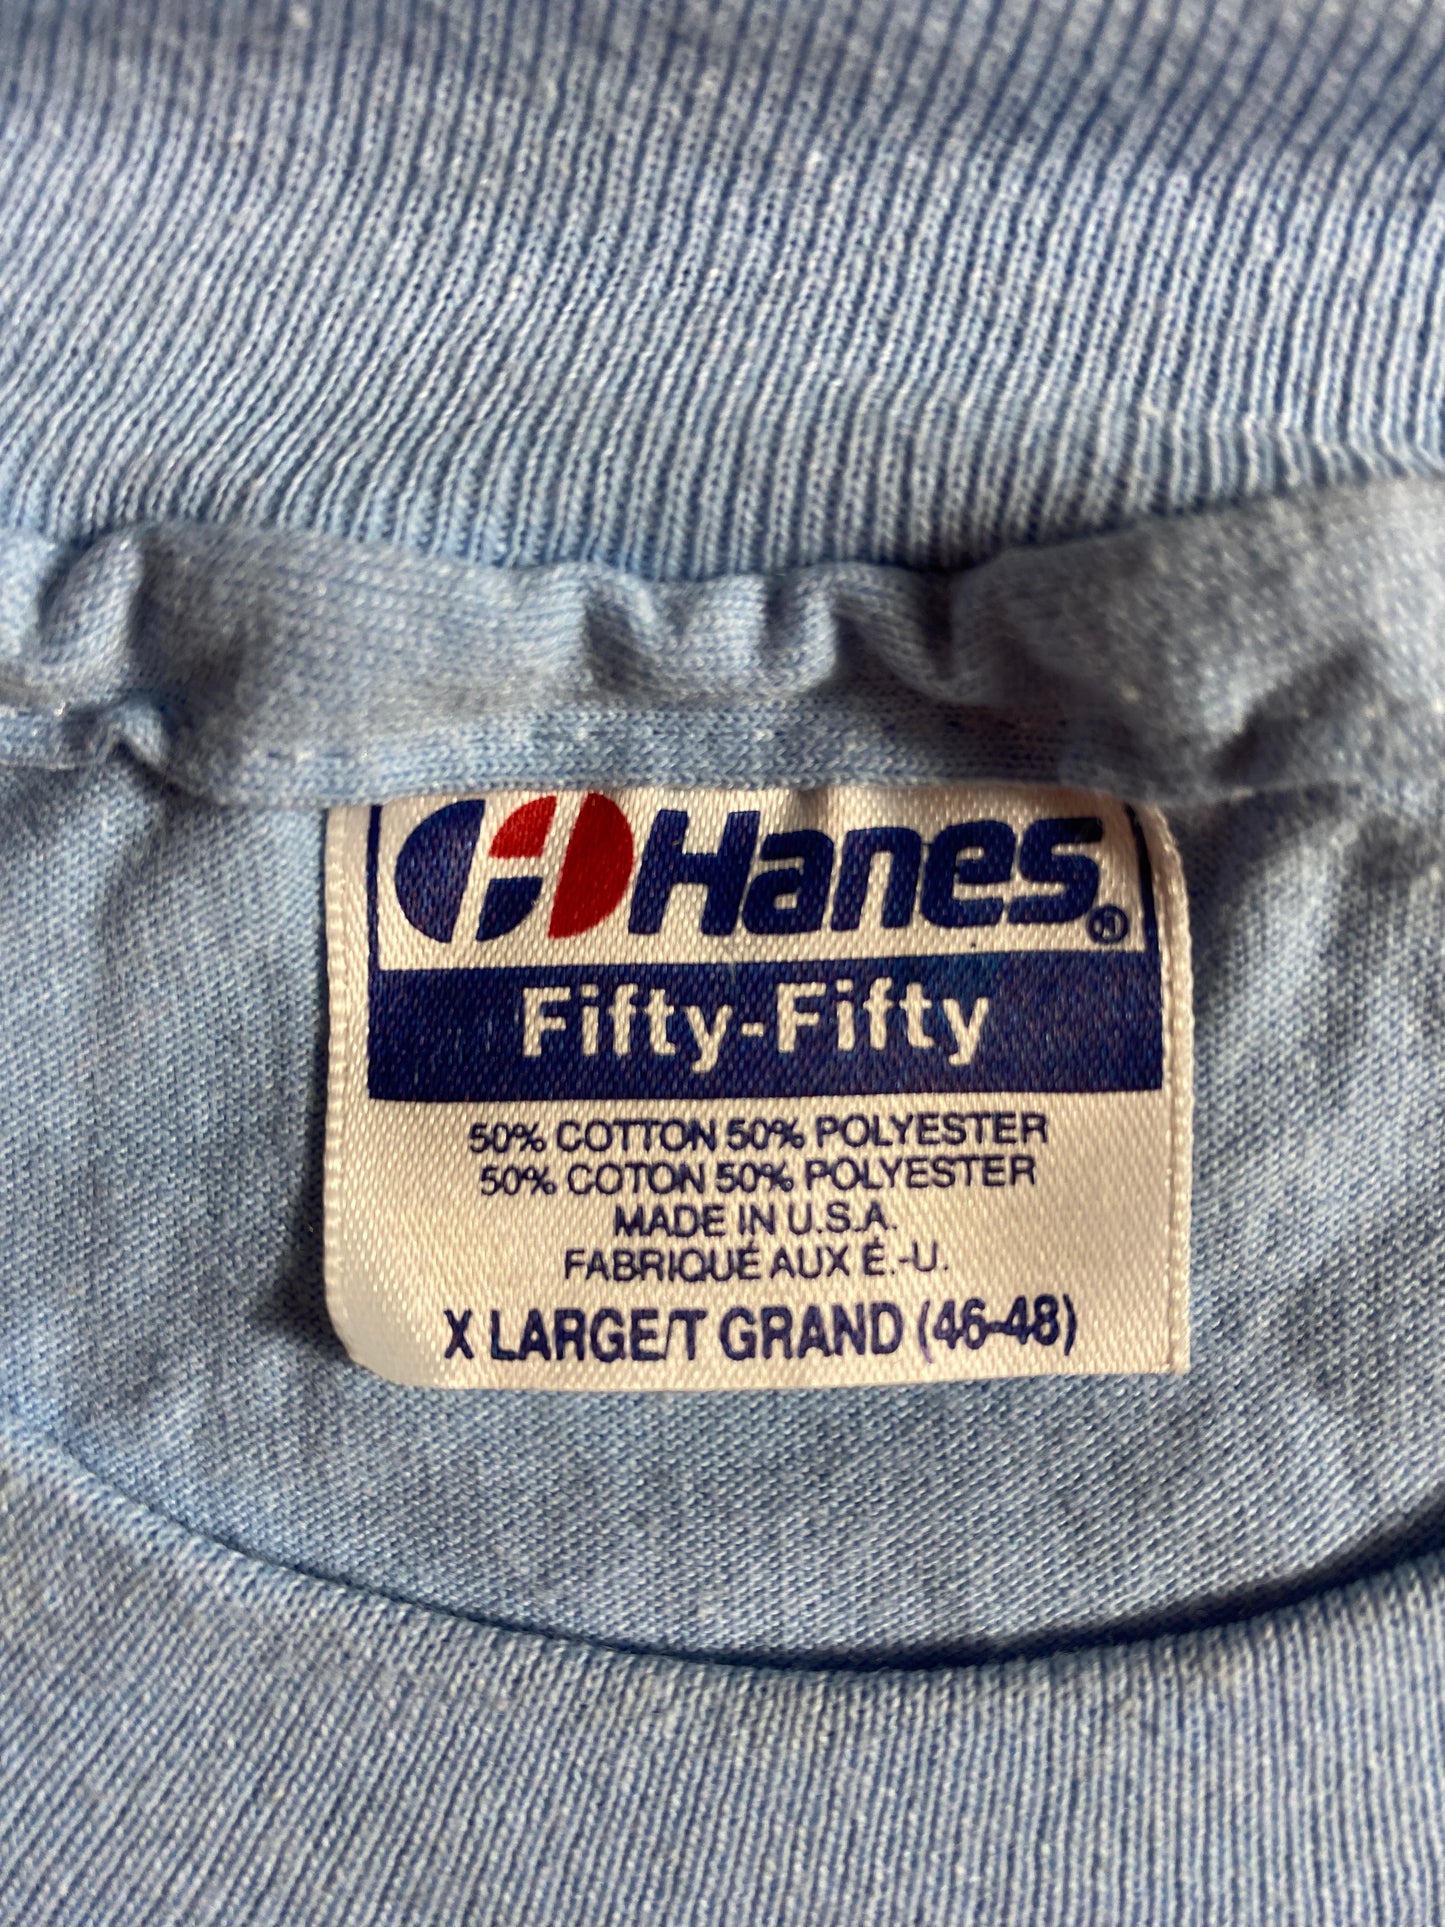 Hanes®
Fifty-Fifty
50% COTTON 50% POLYESTER
50% COTON 50% POLYESTER
MADE IN U.S.A.
FABRIQUÉ AUX É.-U.
X LARGE/T GRAND (46-48)